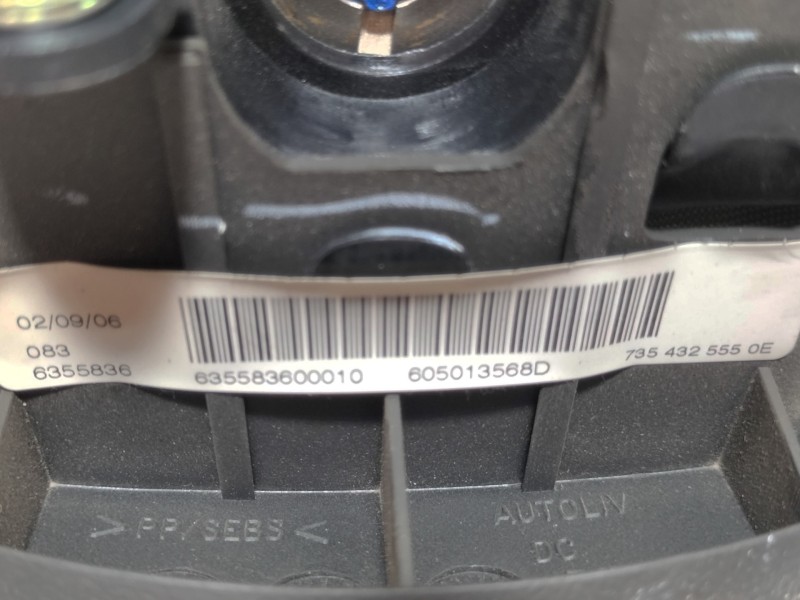 02/09/06
083
6355836
635583600010 605013568D 735 432 555 0E
> PP/SEBS <
AUTOLIV
DC